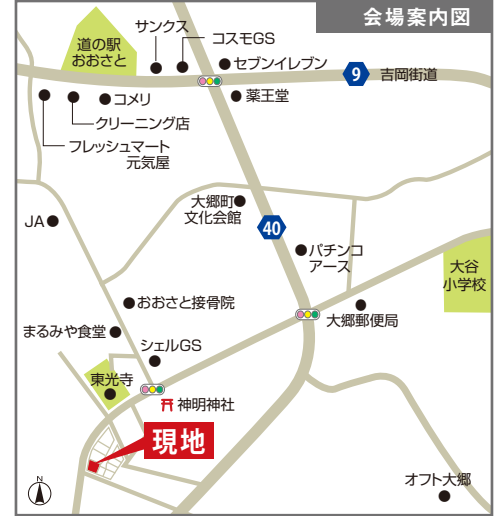 会場案内図
サンクス
コスモGS
道の駅
おおさと
セブンイレブン
9
吉岡街道
コメリ
薬王堂
クリーニング店
フレッシュマート
元気屋
大郷町
文化会館
JA
40
パチンコ
アース
大谷
小学校
おおさと接骨院
大郷郵便局
まるみや食堂
シェルGS
東光寺
神明神社
現地
オフト大郷
N